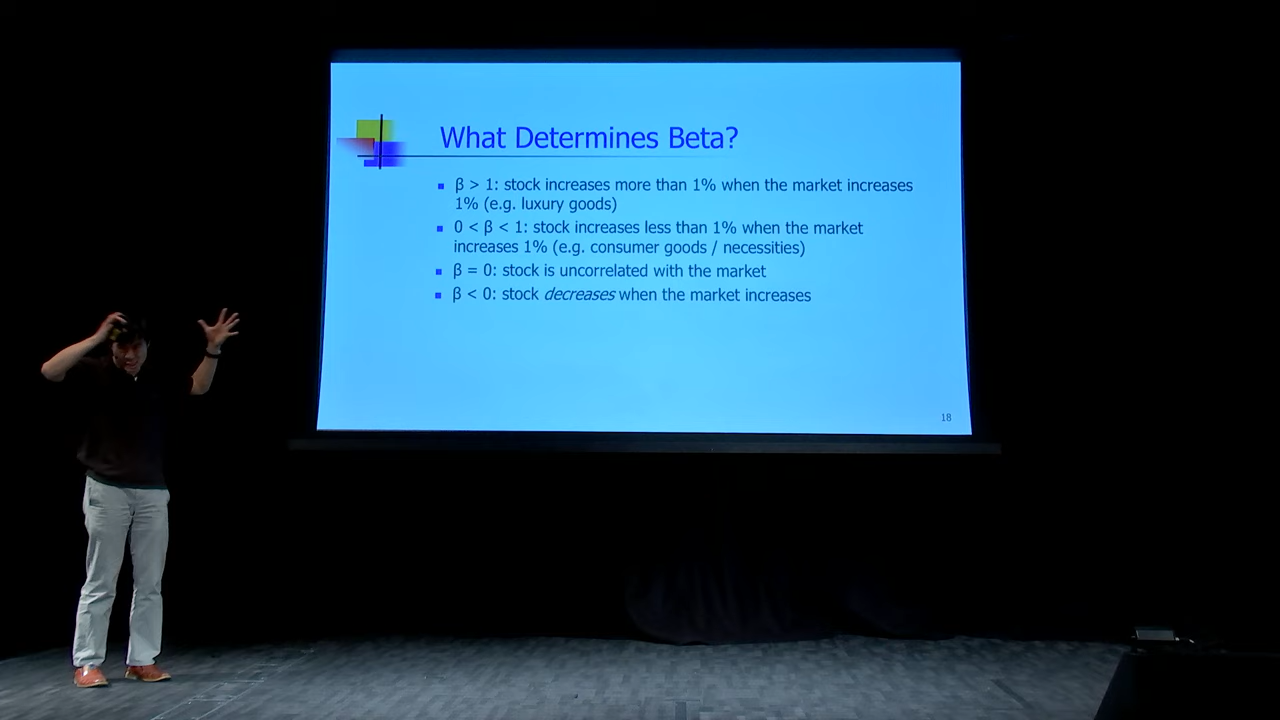 What Determines Beta?
▪ β > 1: stock increases more than 1% when the market increases
1% (e.g. luxury goods)
▪ 0 < β < 1: stock increases less than 1% when the market
increases 1% (e.g. consumer goods / necessities)
▪ β = 0: stock is uncorrelated with the market
▪ β < 0: stock decreases when the market increases
18